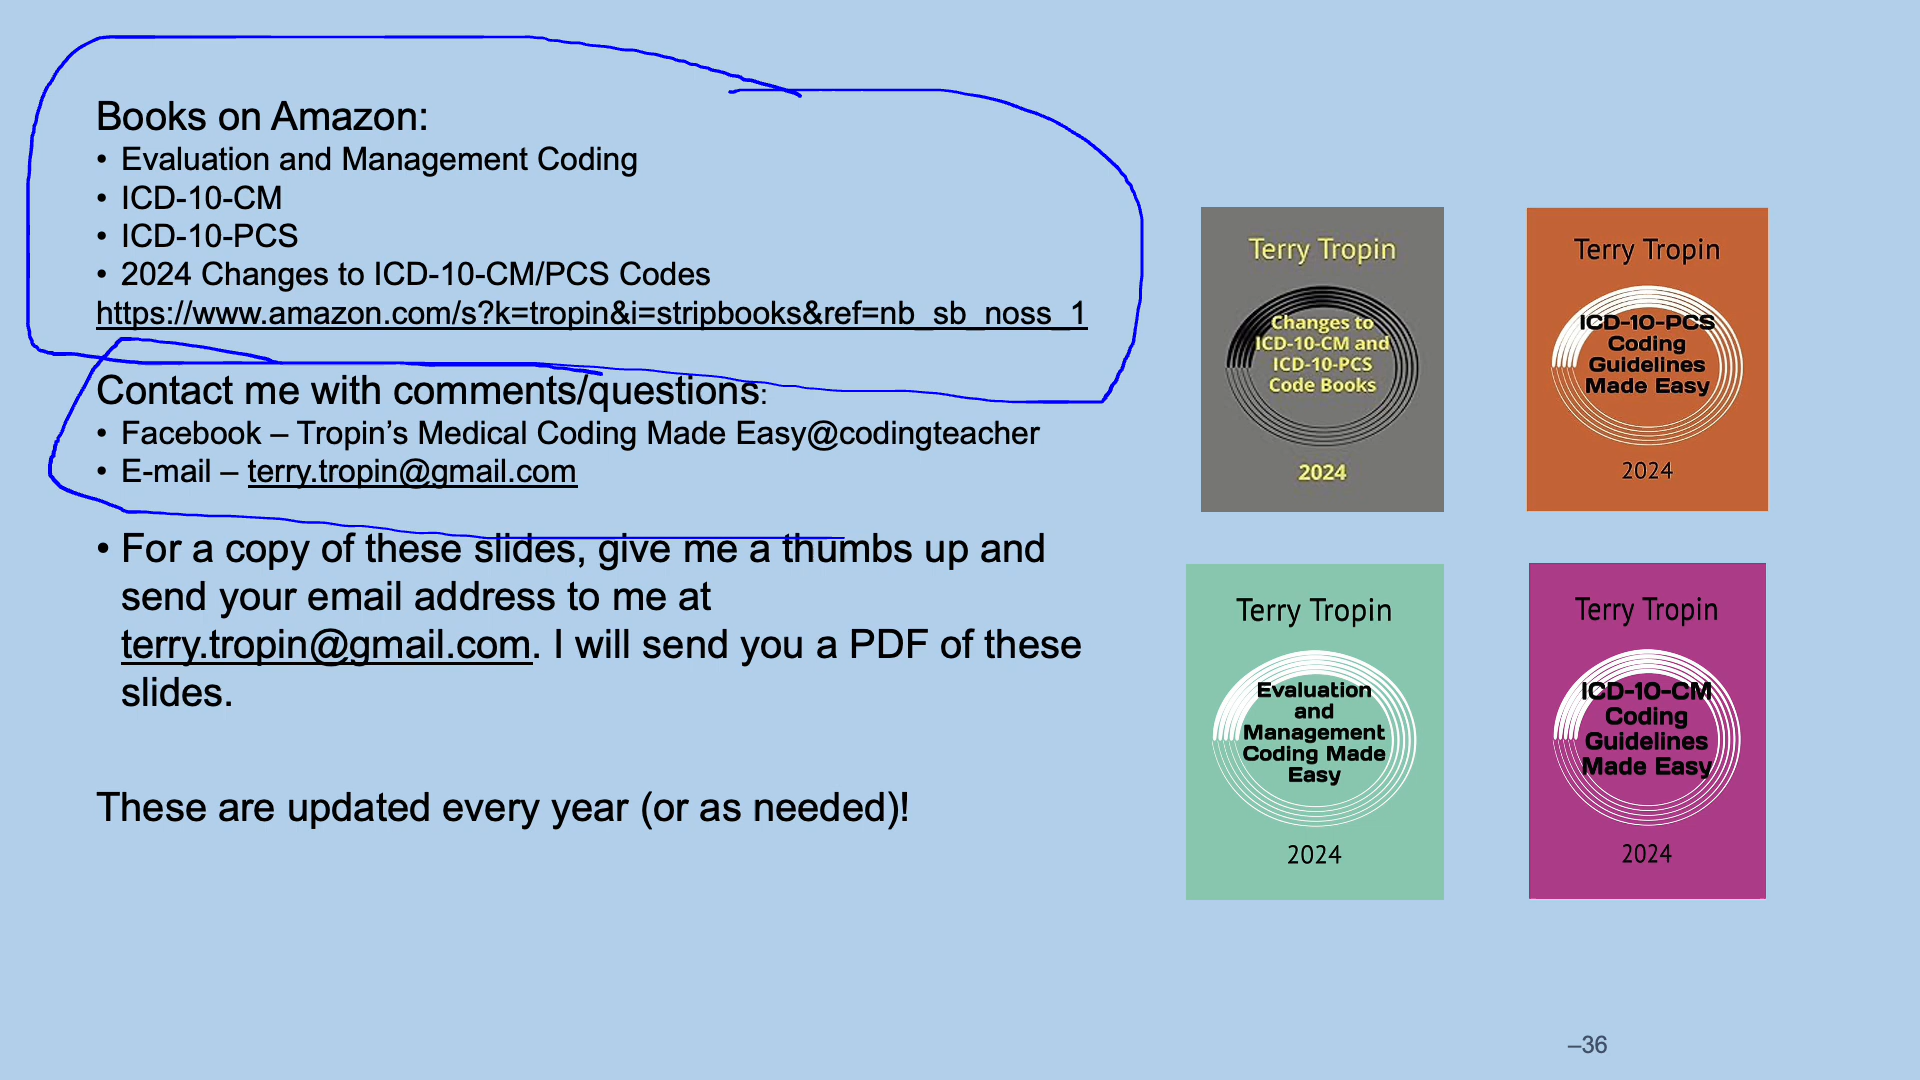 Books on Amazon:
• Evaluation and Management Coding
• ICD-10-CM
• ICD-10-PCS
• 2024 Changes to ICD-10-CM/PCS Codes
https://www.amazon.com/s?k=tropin&i=stripbooks&ref=nb_sb_noss_1
Contact me with comments/questions:
• Facebook – Tropin’s Medical Coding Made Easy@codingteacher
• E-mail – terry.tropin@gmail.com
• For a copy of these slides, give me a thumbs up and
send your email address to me at
terry.tropin@gmail.com. I will send you a PDF of these
slides.
These are updated every year (or as needed)!
Terry Tropin
Changes to
ICD-10-CM and
ICD-10-PCS
Code Books
2024
Terry Tropin
ICD-10-PCS
Coding
Guidelines
Made Easy
2024
Terry Tropin
Evaluation
and
Management
Coding Made
Easy
2024
Terry Tropin
ICD-10-CM
Coding
Guidelines
Made Easy
2024
–36